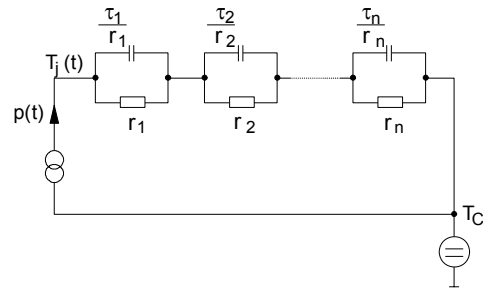 τ1 τ2 τn
r1 r2 rn
Tj (t)
r1 r2 rn
p(t)
TC